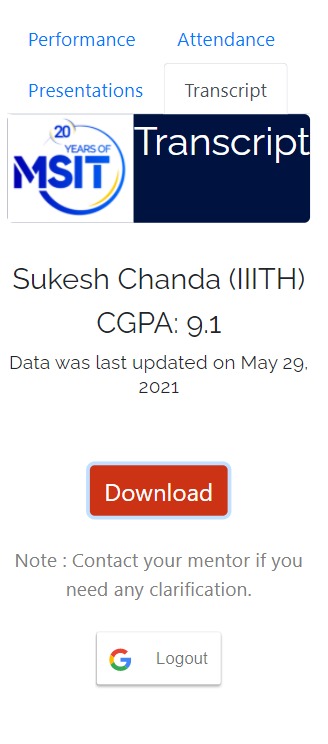 Performance
Attendance
Presentations
Transcript
20
YEARS OF
MSIT
Transcript
Sukesh Chanda (IIITH)
CGPA: 9.1
Data was last updated on May 29,
2021
Download
Note : Contact your mentor if you
need any clarification.
Logout